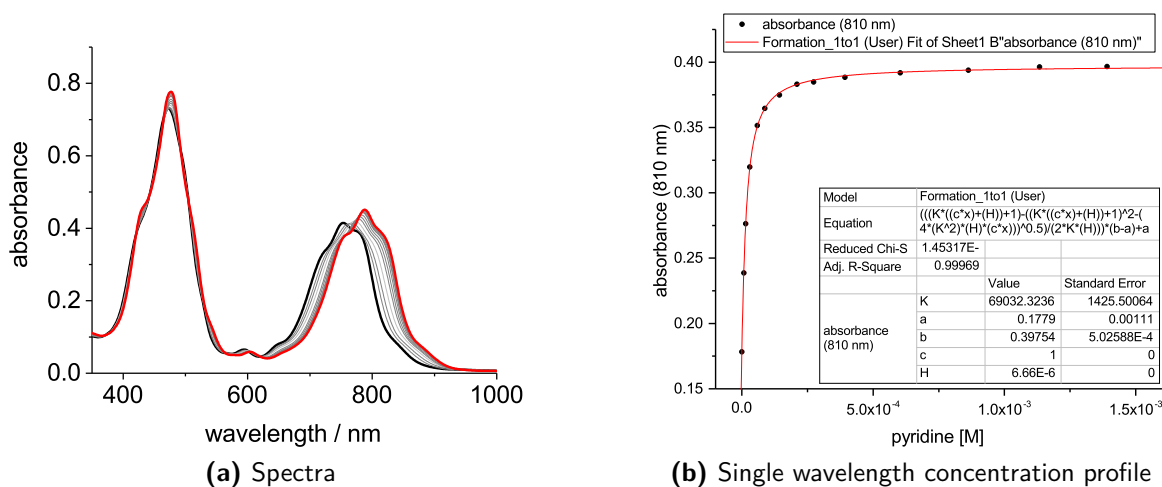 absorbance
0.8
0.6
0.4
0.2
0.0
400
600
800
1000
wavelength / nm
(a) Spectra
absorbance (810 nm)
Formation_1to1 (User) Fit of Sheet1 B"absorbance (810 nm)"
absorbance (810 nm)
0.40
0.35
0.30
0.25
0.20
0.15
Model Formation_1to1 (User)
Equation (((K*((c*x)+(H))+1)-((K*((c*x)+(H))+1)^2-(
4*(K^2)*(H)*(c*x)))^0.5)/(2*K*(H)))*(b-a)+a
Reduced Chi-S 1.45317E-
Adj. R-Square 0.99969
Value Standard Error
absorbance (810 nm)
K 69032.3236 1425.50064
a 0.1779 0.00111
b 0.39754 5.02588E-4
c 1 0
H 6.66E-6 0
0.0
5.0x10⁻⁴
1.0x10⁻³
1.5x10⁻³
pyridine [M]
(b) Single wavelength concentration profile